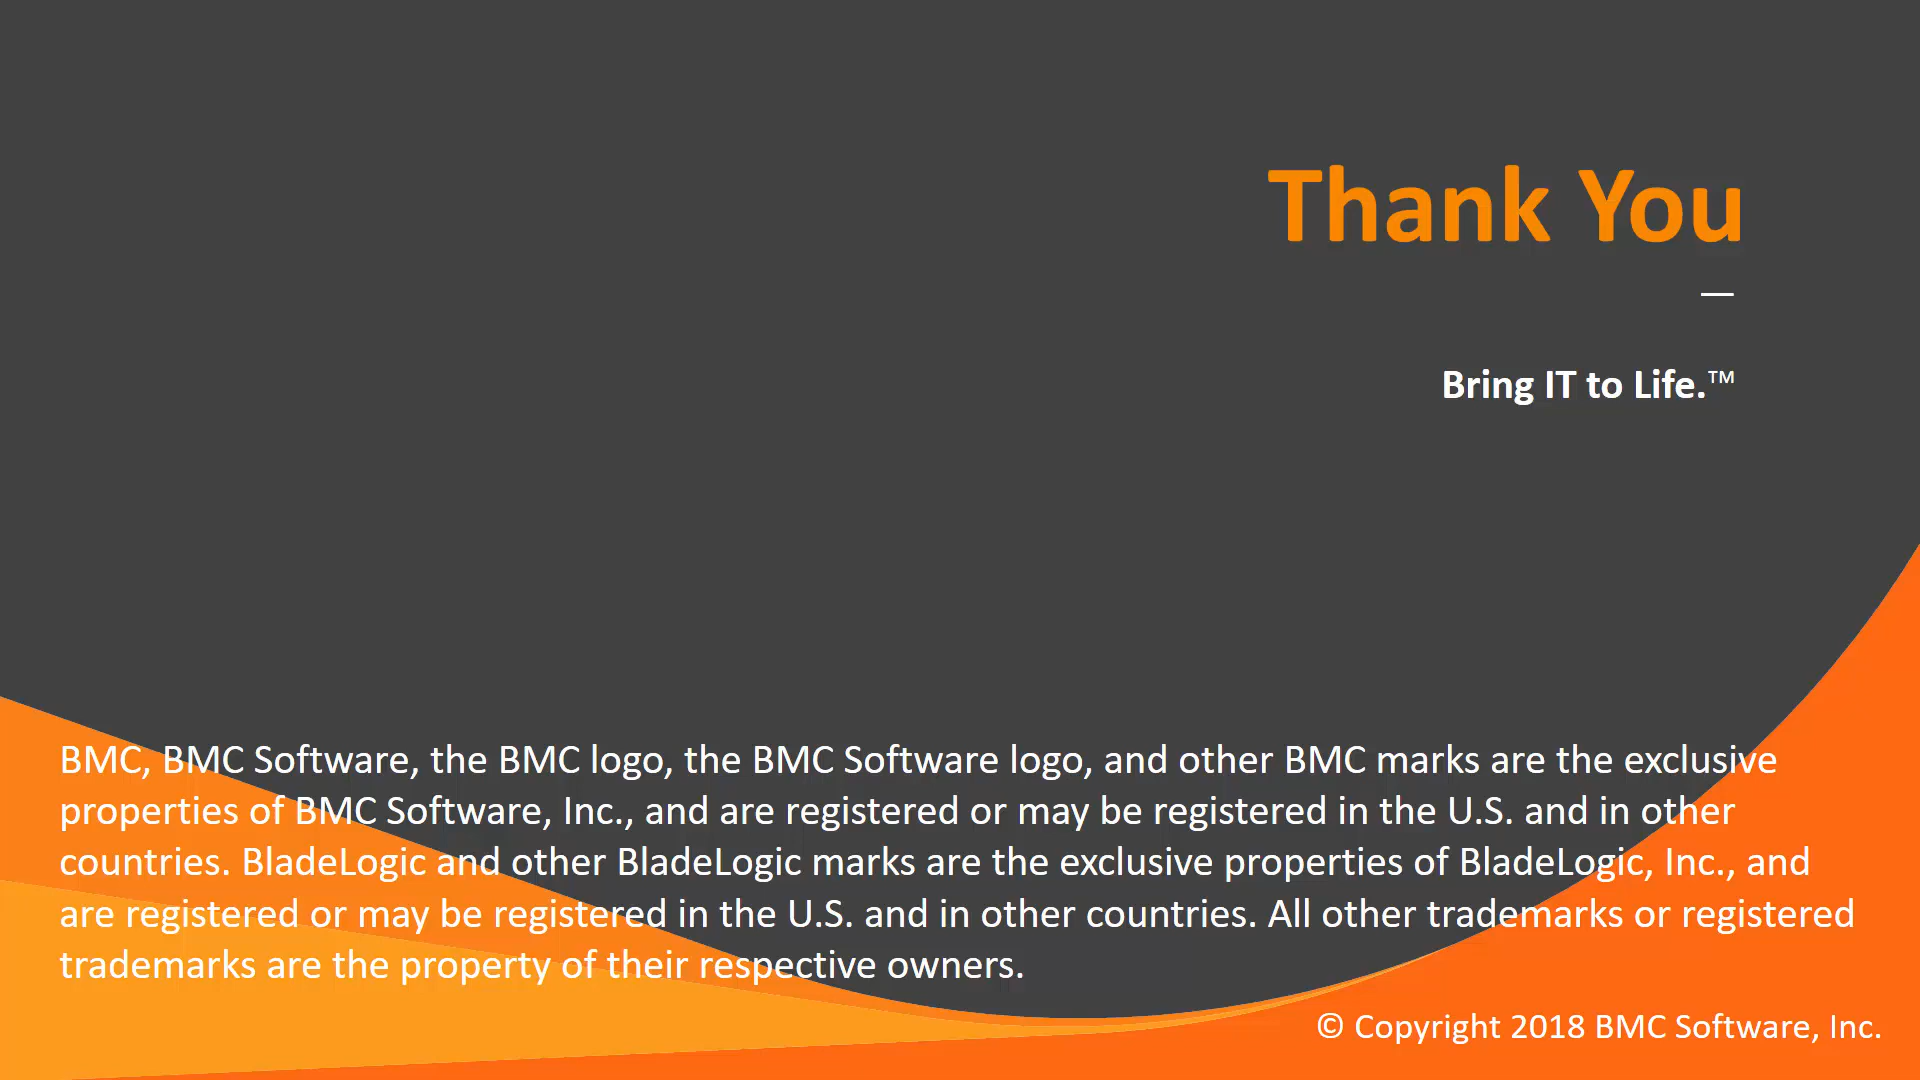 Thank You
—
Bring IT to Life.™
BMC, BMC Software, the BMC logo, the BMC Software logo, and other BMC marks are the exclusive
properties of BMC Software, Inc., and are registered or may be registered in the U.S. and in other
countries. BladeLogic and other BladeLogic marks are the exclusive properties of BladeLogic, Inc., and
are registered or may be registered in the U.S. and in other countries. All other trademarks or registered
trademarks are the property of their respective owners.
© Copyright 2018 BMC Software, Inc.